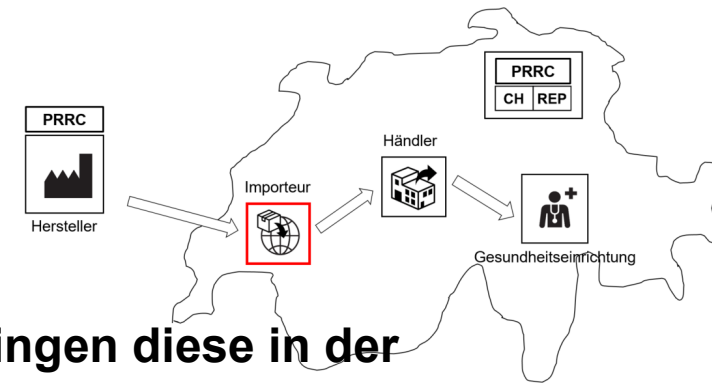 PRRC
CH REP
PRRC
Händler
Importeur
Hersteller
Gesundheitseinrichtung
ingen diese in der